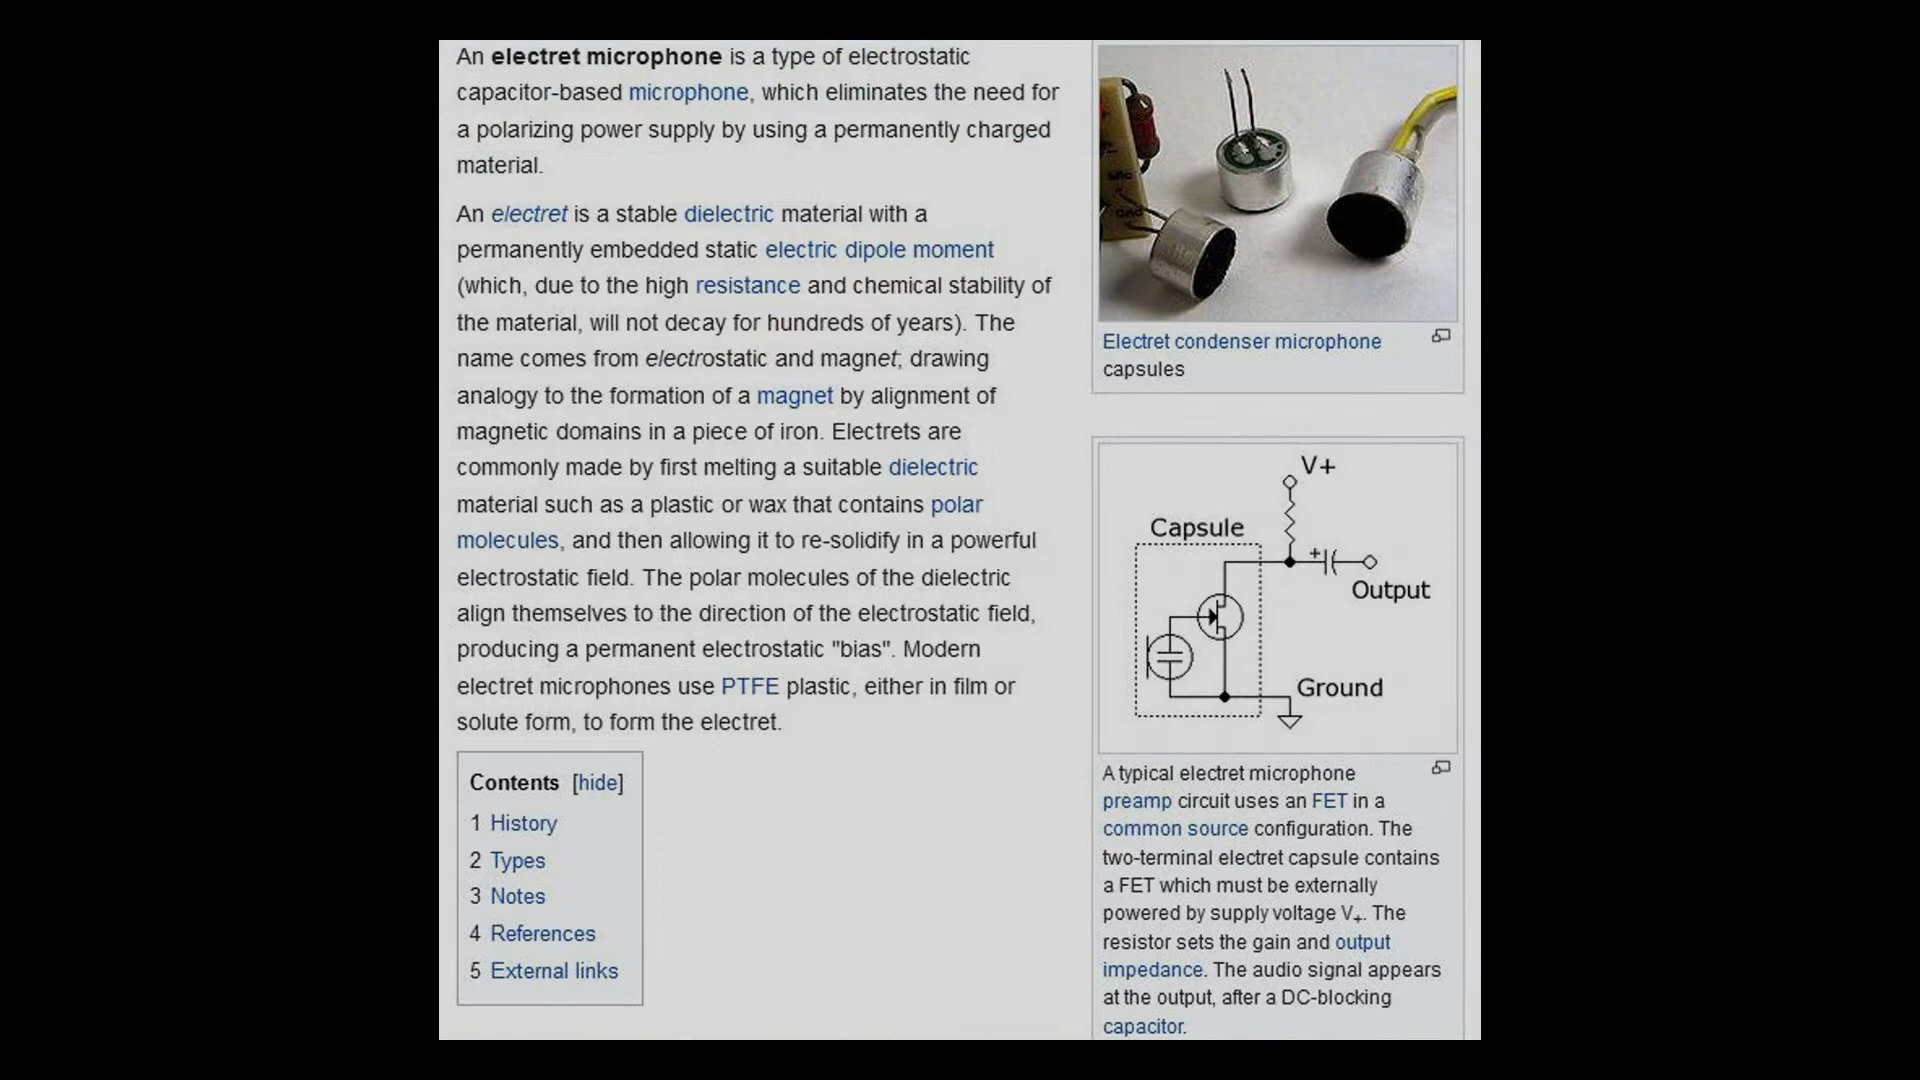 An electret microphone is a type of electrostatic
capacitor-based microphone, which eliminates the need for
a polarizing power supply by using a permanently charged
material.
An electret is a stable dielectric material with a
permanently embedded static electric dipole moment
(which, due to the high resistance and chemical stability of
the material, will not decay for hundreds of years). The
name comes from electrostatic and magnet; drawing
analogy to the formation of a magnet by alignment of
magnetic domains in a piece of iron. Electrets are
commonly made by first melting a suitable dielectric
material such as a plastic or wax that contains polar
molecules, and then allowing it to re-solidify in a powerful
electrostatic field. The polar molecules of the dielectric
align themselves to the direction of the electrostatic field,
producing a permanent electrostatic "bias". Modern
electret microphones use PTFE plastic, either in film or
solute form, to form the electret.
Contents [hide]
1 History
2 Types
3 Notes
4 References
5 External links
Mic
Gnd
Electret condenser microphone
capsules
V+
Capsule
+
Output
Ground
A typical electret microphone
preamp circuit uses an FET in a
common source configuration. The
two-terminal electret capsule contains
a FET which must be externally
powered by supply voltage V+. The
resistor sets the gain and output
impedance. The audio signal appears
at the output, after a DC-blocking
capacitor.